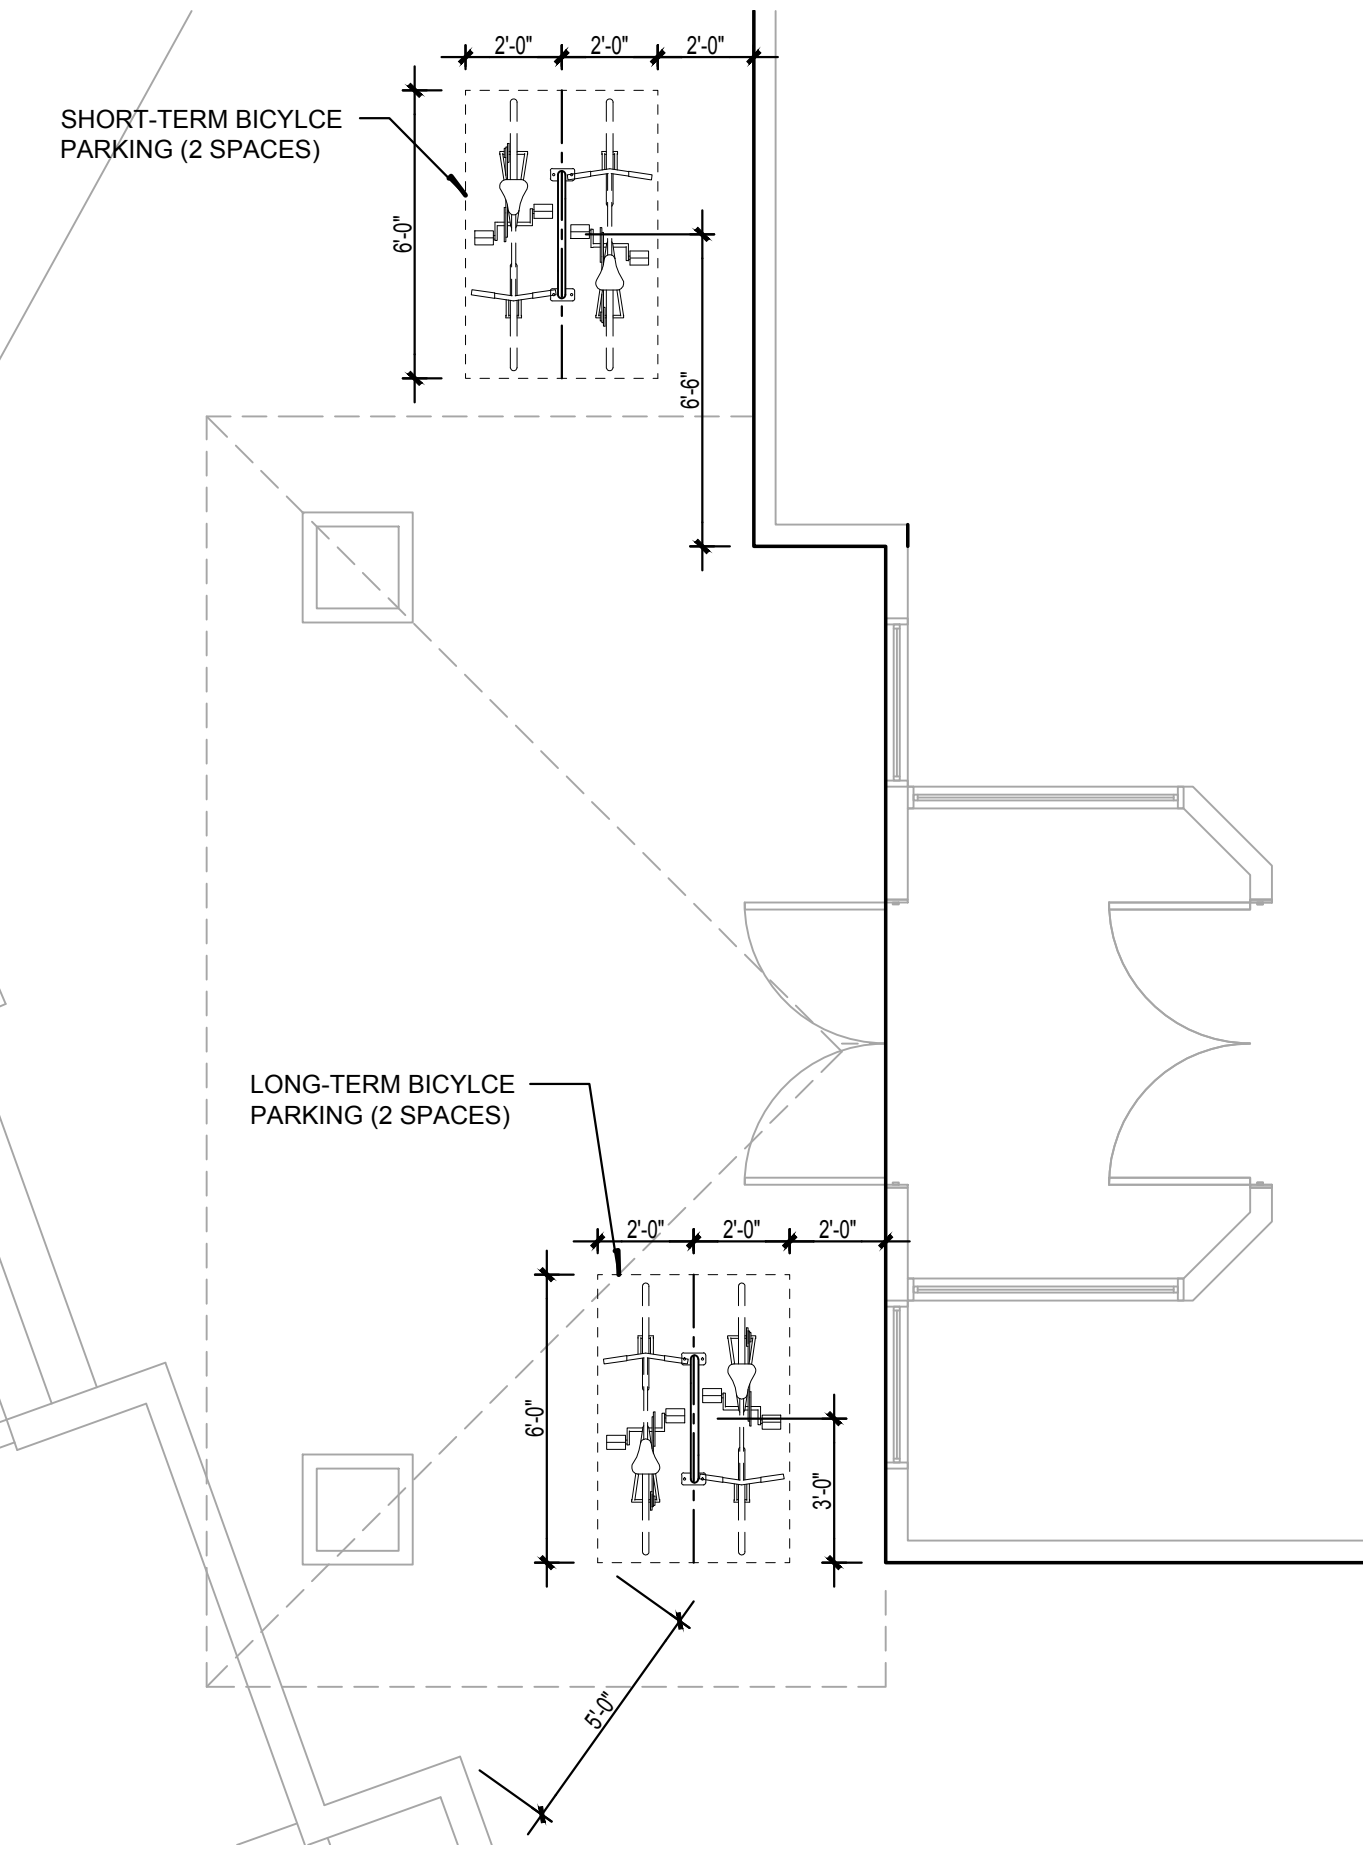 2'-0" 2'-0" 2'-0"
SHORT-TERM BICYLCE
PARKING (2 SPACES)
6'-0"
6'-6"
LONG-TERM BICYLCE
PARKING (2 SPACES)
2'-0" 2'-0" 2'-0"
6'-0"
3'-0"
5'-0"